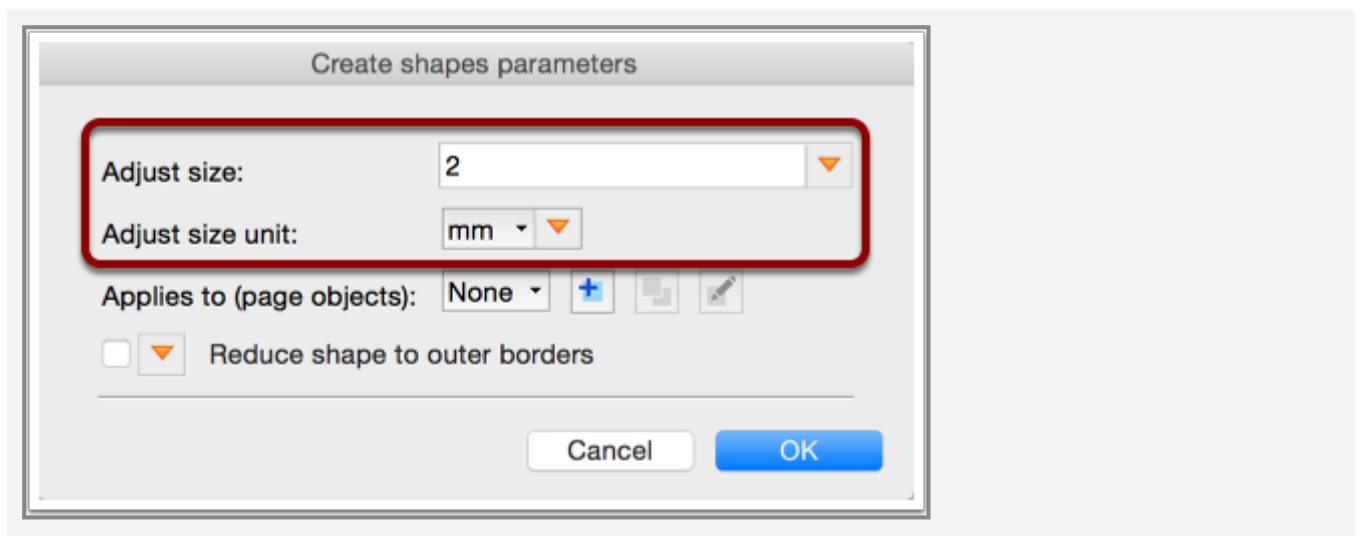 Create shapes parameters
Adjust size: 2
Adjust size unit: mm
Applies to (page objects): None
Reduce shape to outer borders
Cancel OK